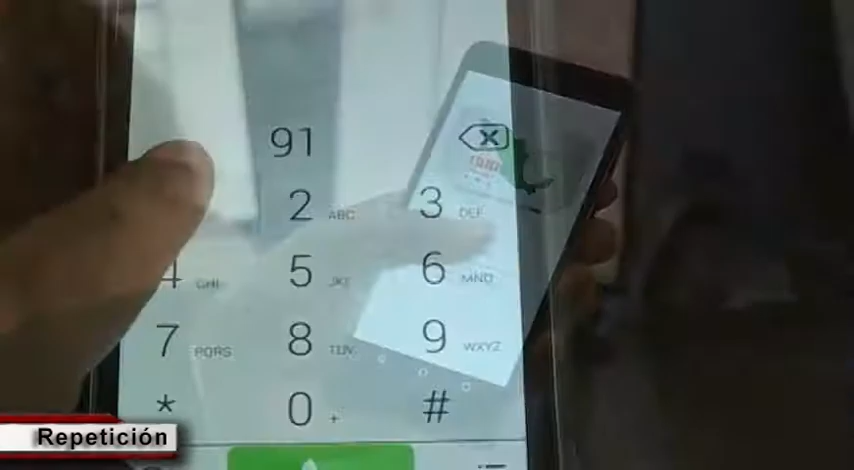 91
2 ABC 3 DEF
4 GHI 5 JKL 6 MNO
7 PQRS 8 TUV 9 WXYZ
* 0 + #
Repetición